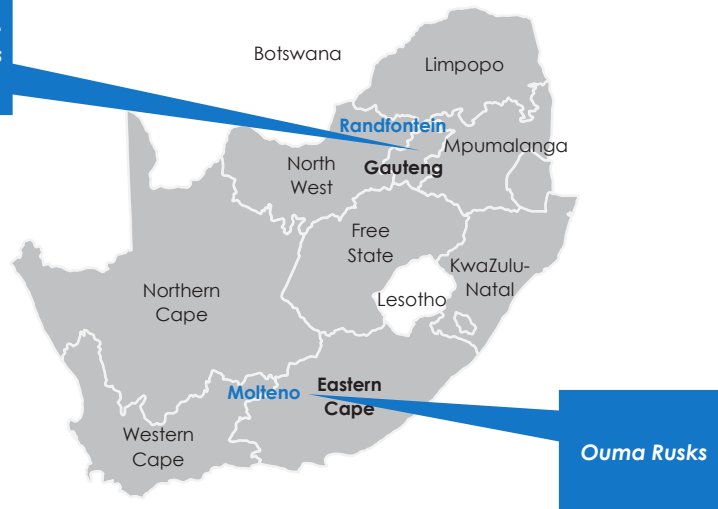 Botswana
Limpopo
Randfontein
Mpumalanga
North
West
Gauteng
Free
State
KwaZulu-
Natal
Lesotho
Northern
Cape
Molteno
Eastern
Cape
Western
Cape
Ouma Rusks